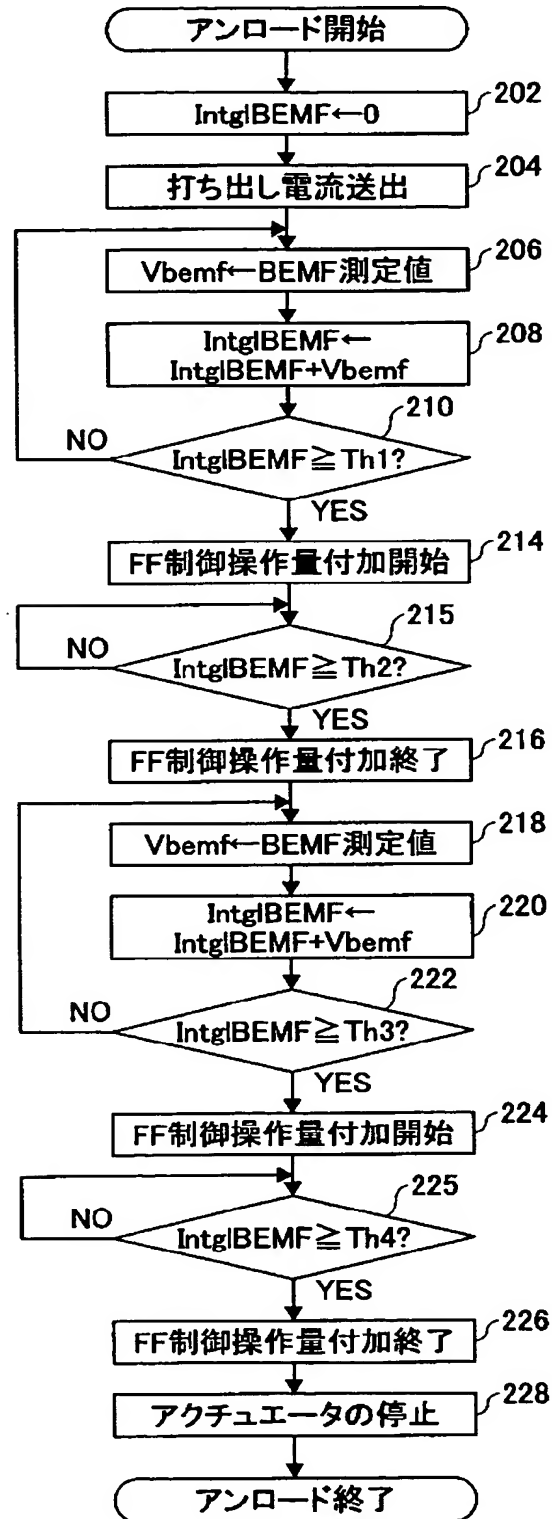 アンロード開始
202
IntglBEMF←0
204
打ち出し電流送出
206
Vbemf←BEMF測定値
208
IntglBEMF←
IntglBEMF+Vbemf
210
NO
IntglBEMF≧Th1?
YES
214
FF制御操作量付加開始
215
NO
IntglBEMF≧Th2?
YES
216
FF制御操作量付加終了
218
Vbemf←BEMF測定値
220
IntglBEMF←
IntglBEMF+Vbemf
222
NO
IntglBEMF≧Th3?
YES
224
FF制御操作量付加開始
225
NO
IntglBEMF≧Th4?
YES
226
FF制御操作量付加終了
228
アクチュエータの停止
アンロード終了